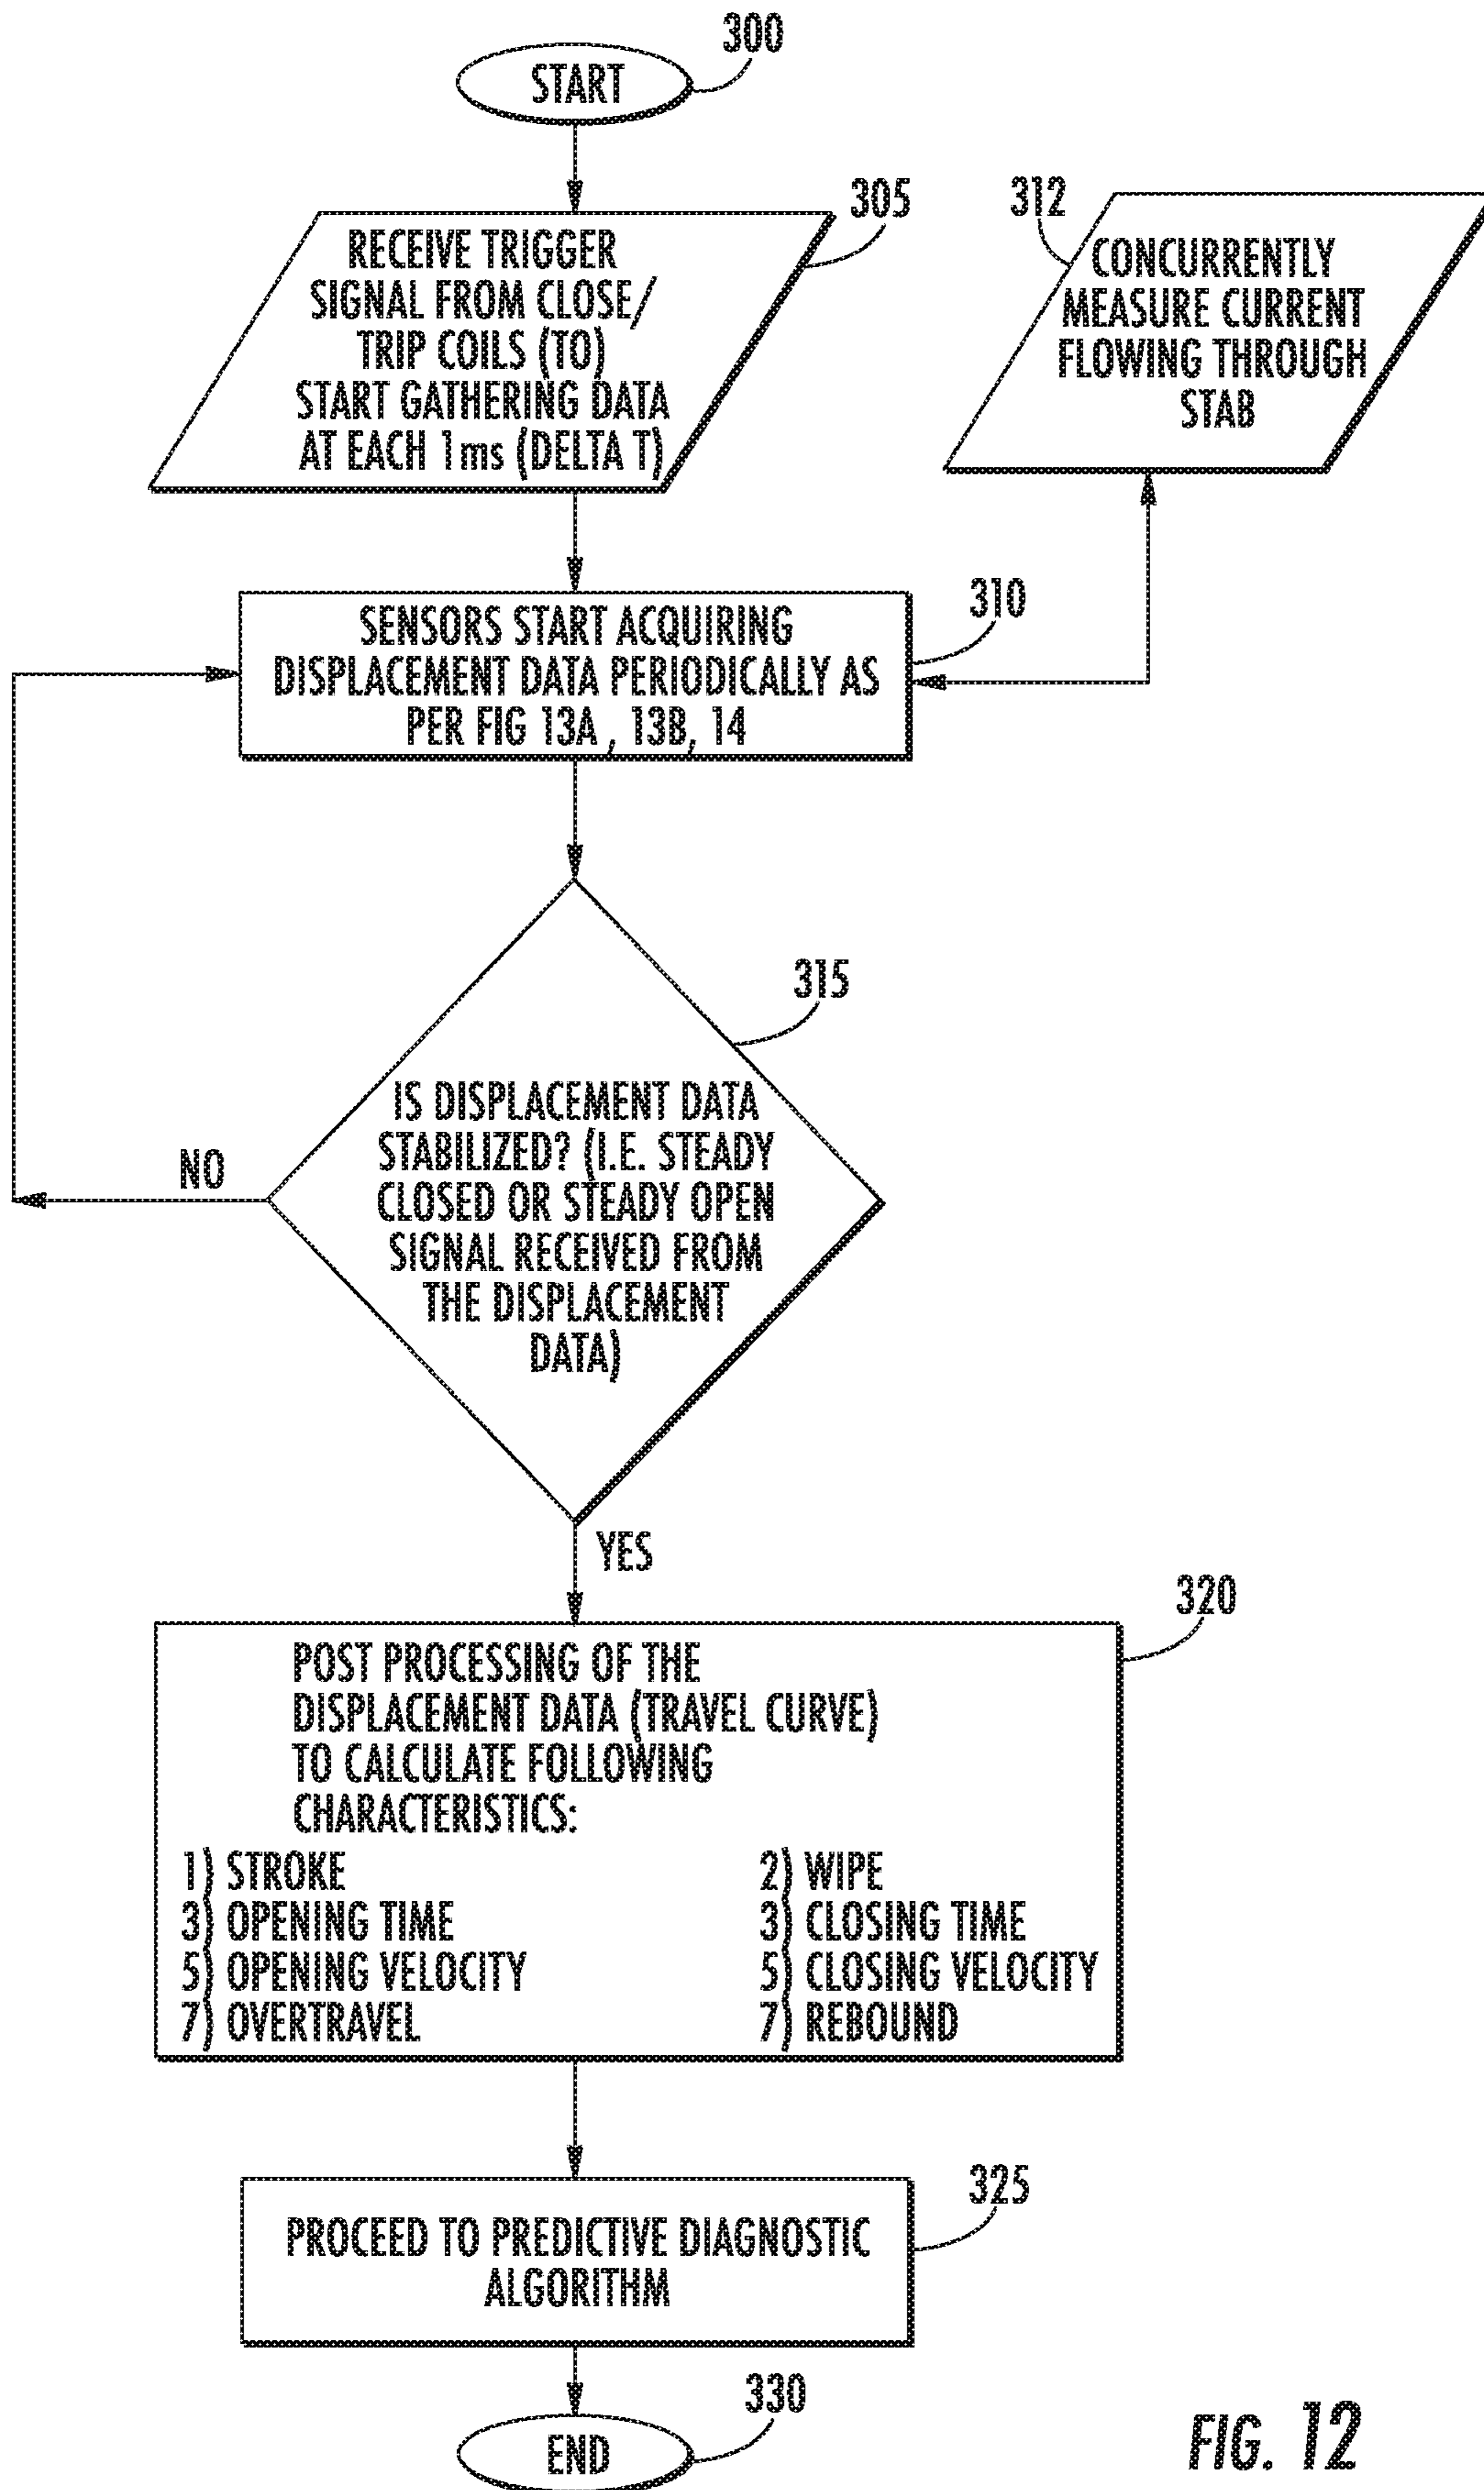 300
START
305
RECEIVE TRIGGER
SIGNAL FROM CLOSE/
TRIP COILS (TO)
START GATHERING DATA
AT EACH 1ms (DELTA T)
312
CONCURRENTLY
MEASURE CURRENT
FLOWING THROUGH
STAB
310
SENSORS START ACQUIRING
DISPLACEMENT DATA PERIODICALLY AS
PER FIG 13A , 13B, 14
315
IS DISPLACEMENT DATA
STABILIZED? (I.E. STEADY
CLOSED OR STEADY OPEN
SIGNAL RECEIVED FROM
THE DISPLACEMENT
DATA)
NO
YES
320
POST PROCESSING OF THE
DISPLACEMENT DATA (TRAVEL CURVE)
TO CALCULATE FOLLOWING
CHARACTERISTICS:
1) STROKE
2) WIPE
3) OPENING TIME
3) CLOSING TIME
5) OPENING VELOCITY
5) CLOSING VELOCITY
7) OVERTRAVEL
7) REBOUND
325
PROCEED TO PREDICTIVE DIAGNOSTIC
ALGORITHM
330
END
FIG. 12